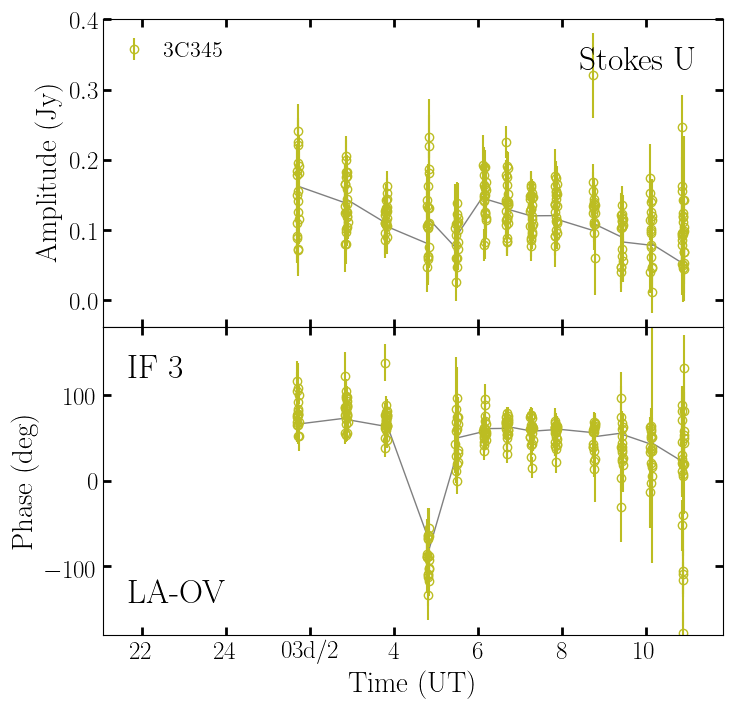 0.4
3C345
Stokes U
0.3
0.2
0.1
0.0
Amplitude (Jy)
IF 3
100
0
−100
Phase (deg)
LA-OV
22 24 03d/2 4 6 8 10
Time (UT)